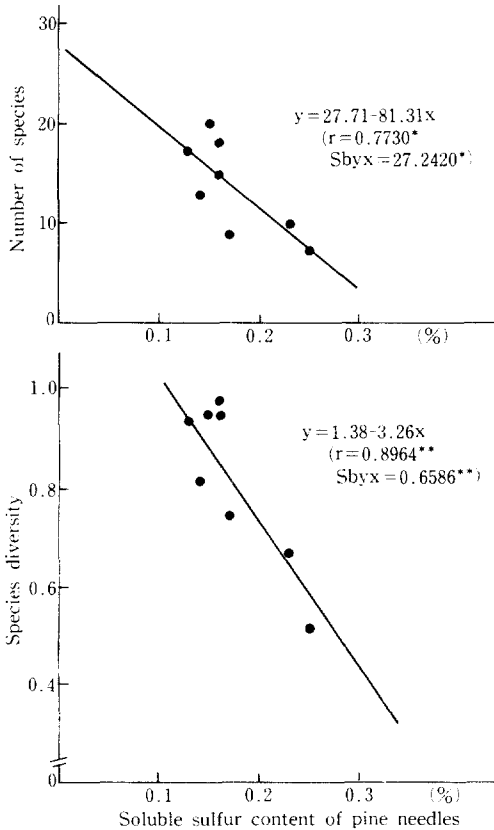 30
20
10
0
Number of species
y=27.71-81.31x
(r=0.7730*
Sbyx=27.2420*)
0.1 0.2 0.3 (%)
1.0
0.8
0.6
0.4
0
Species diversity
y=1.38-3.26x
(r=0.8964**
Sbyx=0.6586**)
0.1 0.2 0.3 (%)
Soluble sulfur content of pine needles